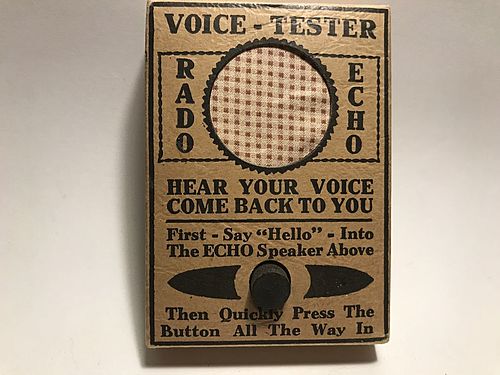 VOICE - TESTER
RADO
ECHO
HEAR YOUR VOICE
COME BACK TO YOU
First - Say "Hello" - Into
The ECHO Speaker Above
Then Quickly Press The
Button All The Way In